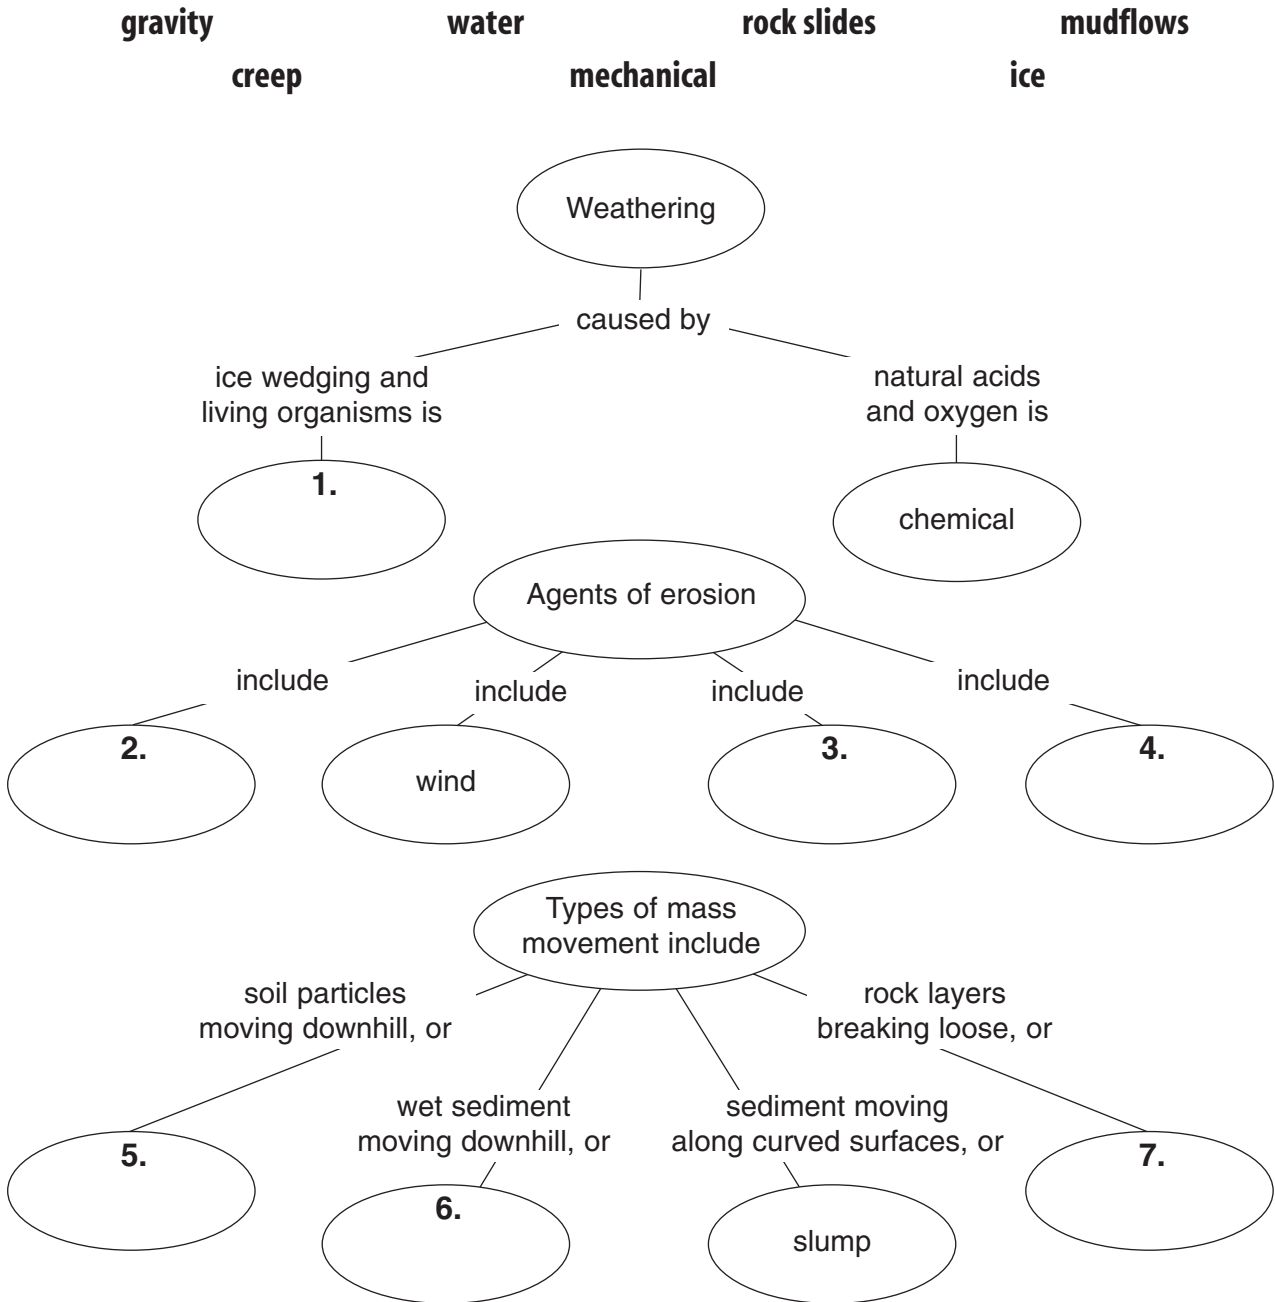 gravity water rock slides mudflows
creep mechanical ice
Weathering
caused by
ice wedging and
living organisms is
natural acids
and oxygen is
1.
chemical
Agents of erosion
include
include
include
include
2.
wind
3.
4.
Types of mass
movement include
soil particles
moving downhill, or
rock layers
breaking loose, or
wet sediment
moving downhill, or
sediment moving
along curved surfaces, or
5.
6.
slump
7.